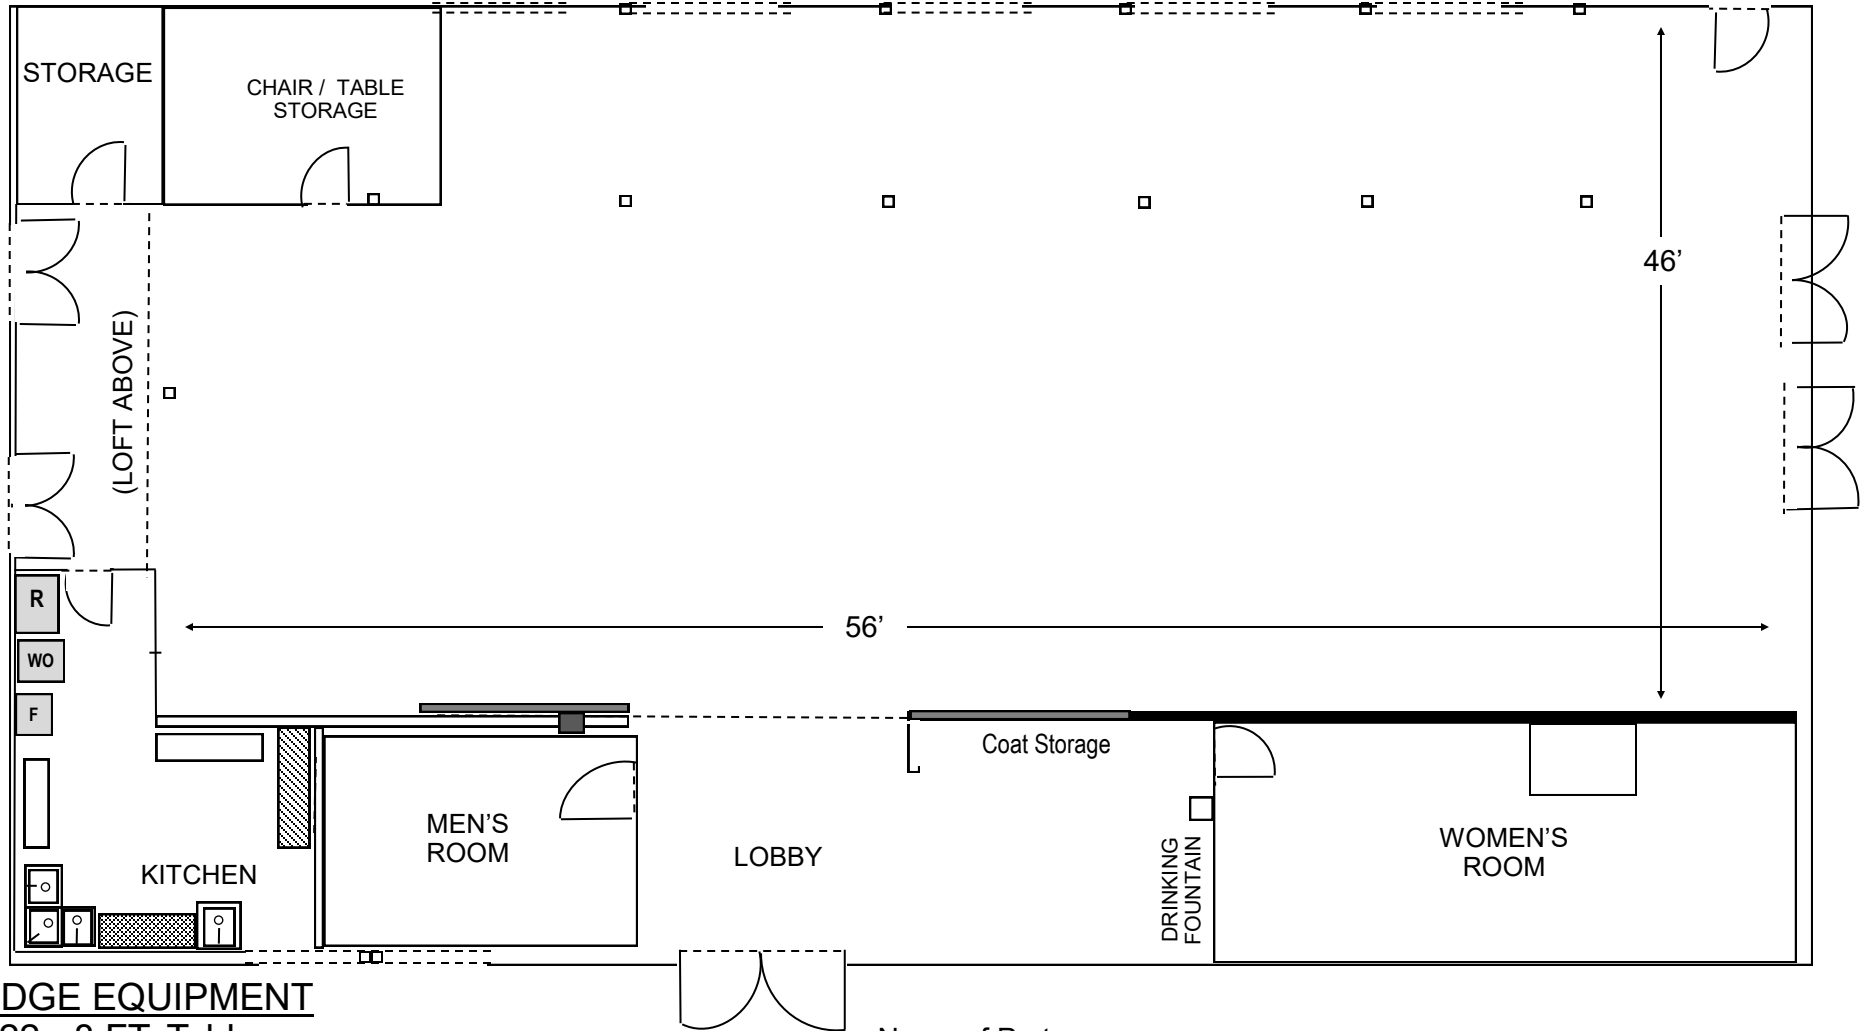 STORAGE
CHAIR / TABLE
STORAGE
46’
(LOFT ABOVE)
R
WO
F
56’
Coat Storage
MEN’S
ROOM
LOBBY
KITCHEN
DRINKING
FOUNTAIN
WOMEN’S
ROOM
DGE EQUIPMENT